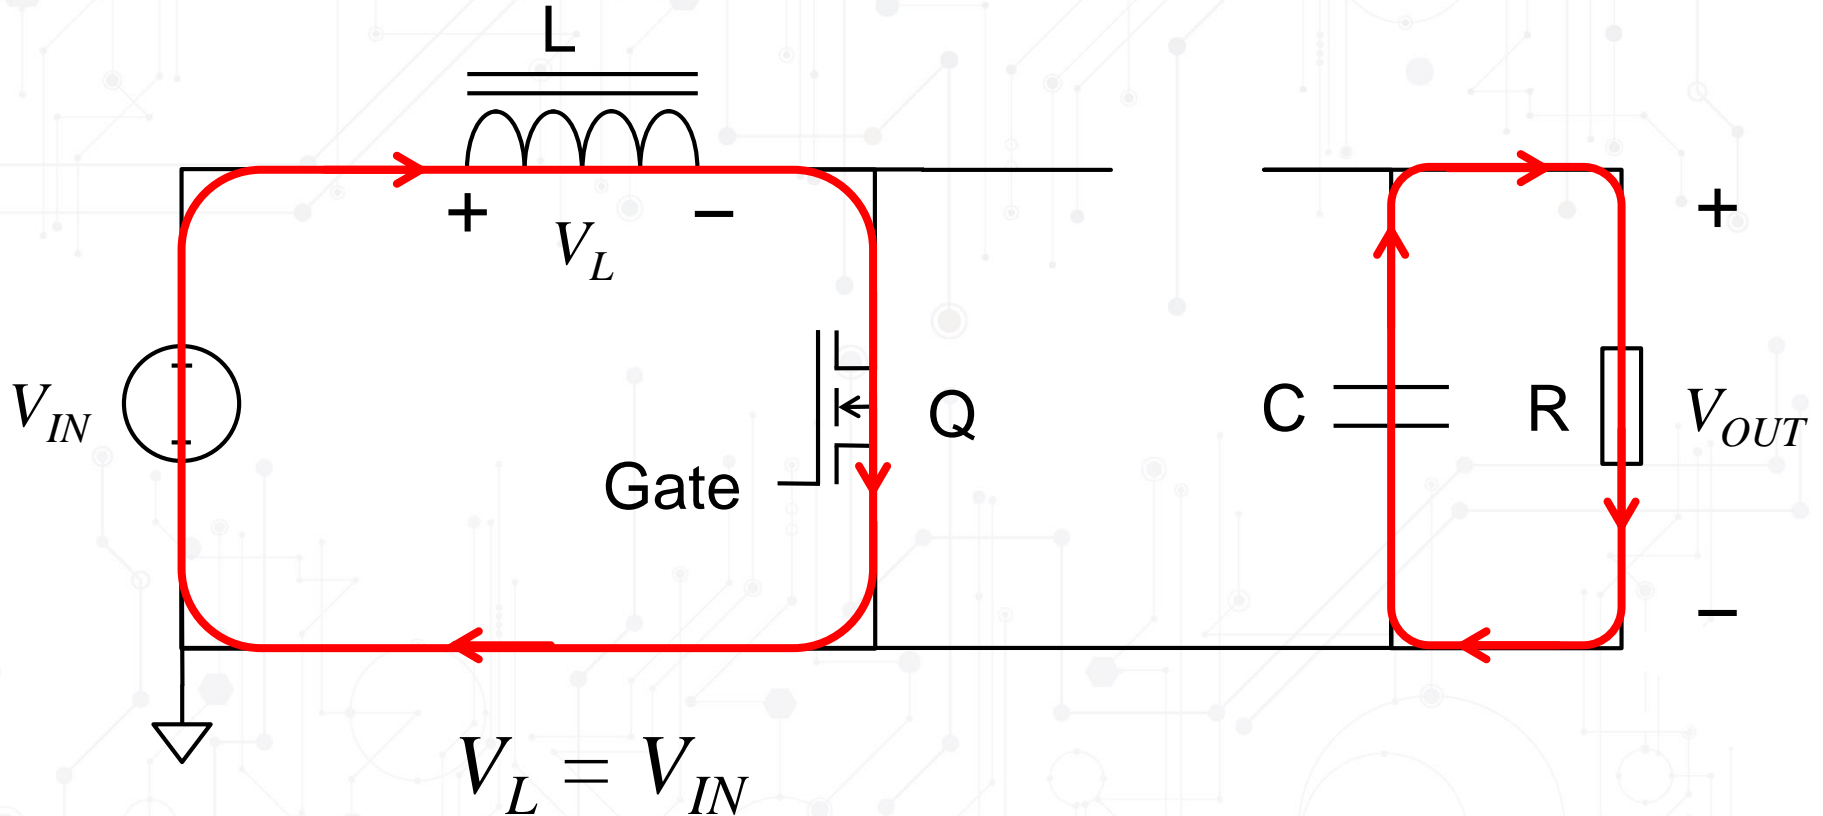 L
+ −
V_L
V_IN
Gate
Q
C
R
+
V_OUT
−
V_L = V_IN